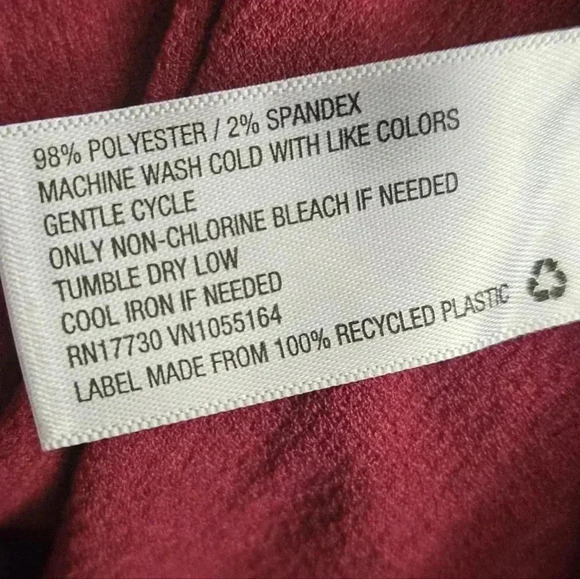 98% POLYESTER / 2% SPANDEX
MACHINE WASH COLD WITH LIKE COLORS
GENTLE CYCLE
ONLY NON-CHLORINE BLEACH IF NEEDED
TUMBLE DRY LOW
COOL IRON IF NEEDED
RN17730 VN1055164
LABEL MADE FROM 100% RECYCLED PLASTIC